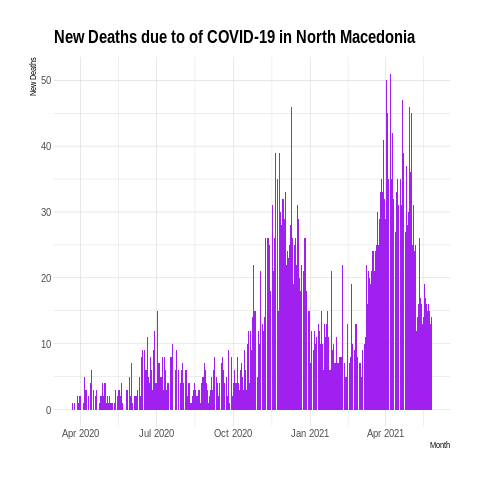 New Deaths due to of COVID-19 in North Macedonia
New Deaths
50
40
30
20
10
0
Apr 2020
Jul 2020
Oct 2020
Jan 2021
Apr 2021
Month